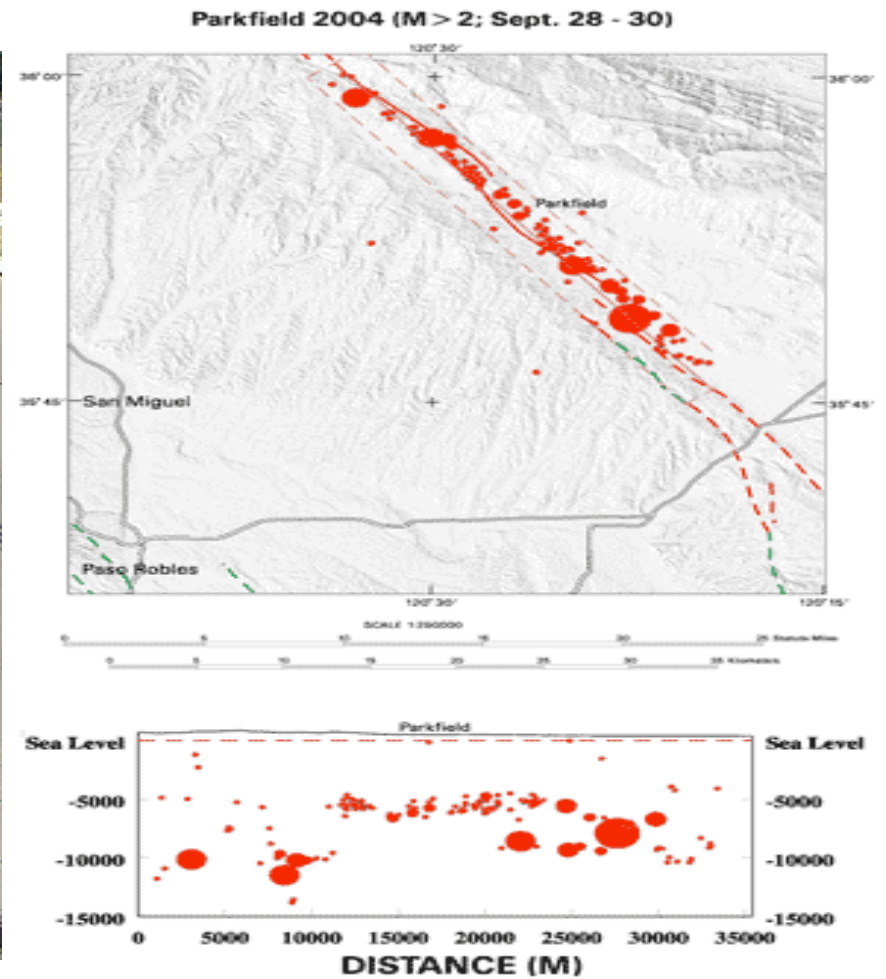 Parkfield 2004 (M > 2; Sept. 28 - 30)
120°30'
36°00' 36°00'
Parkfield
35°45' 35°45'
San Miguel
Paso Robles
120°30' 120°15'
SCALE 1:250000
0 5 10 15 20 25 Statute Miles
0 5 10 15 20 25 30 35 Kilometers
Parkfield
Sea Level Sea Level
-5000 -5000
-10000 -10000
-15000 -15000
0 5000 10000 15000 20000 25000 30000 35000
DISTANCE (M)